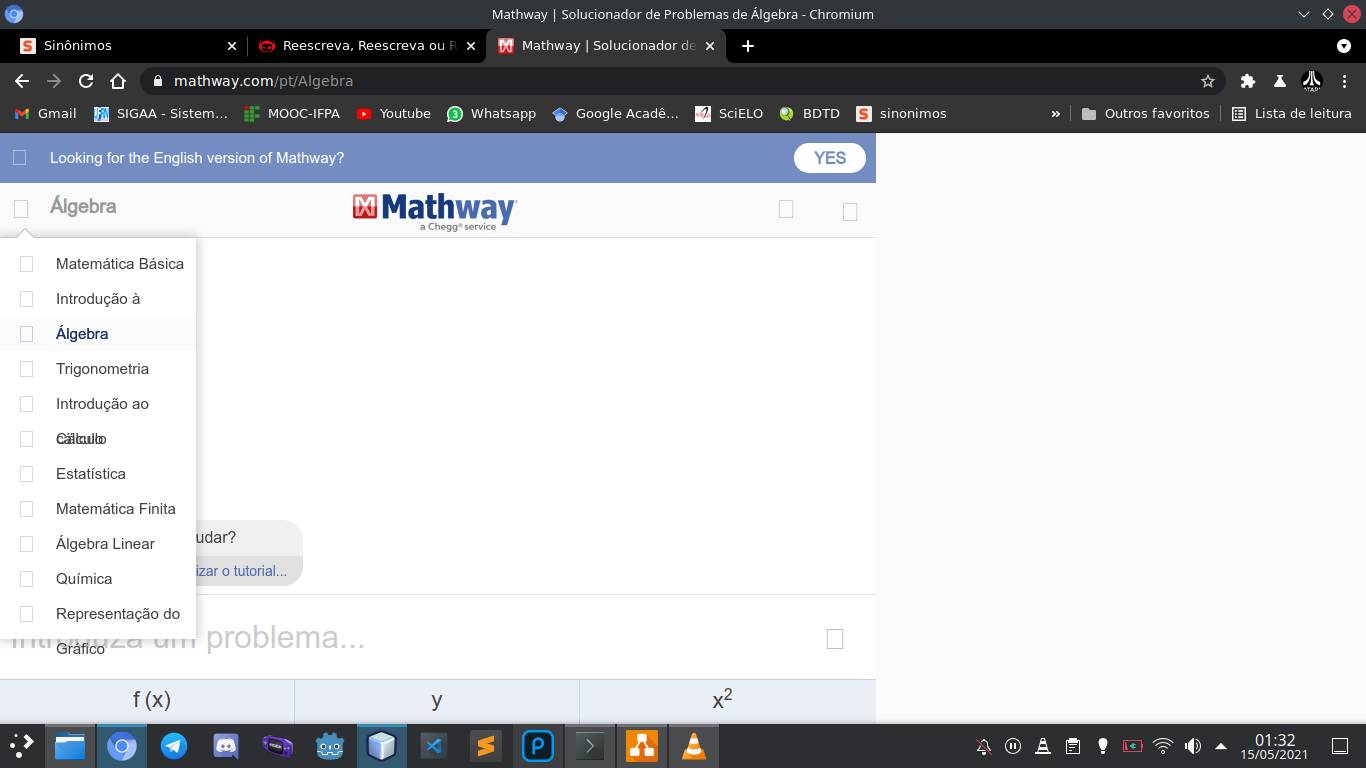 Mathway | Solucionador de Problemas de Álgebra - Chromium
Sinônimos
Reescreva, Reescreva ou R
Mathway | Solucionador de
mathway.com/pt/Algebra
Gmail
SIGAA - Sistem...
MOOC-IFPA
Youtube
Whatsapp
Google Acadê...
SciELO
BDTD
sinonimos
»
Outros favoritos
Lista de leitura
Looking for the English version of Mathway?
YES
Álgebra
Mathway
a Chegg® service
Matemática Básica
Introdução à
Álgebra
Trigonometria
Introdução ao
Cálculo
Estatística
Matemática Finita
Álgebra Linear
Química
Representação do
Gráfico
udar?
izar o tutorial...
Introduza um problema...
f (x)
y
x²
01:32
15/05/2021